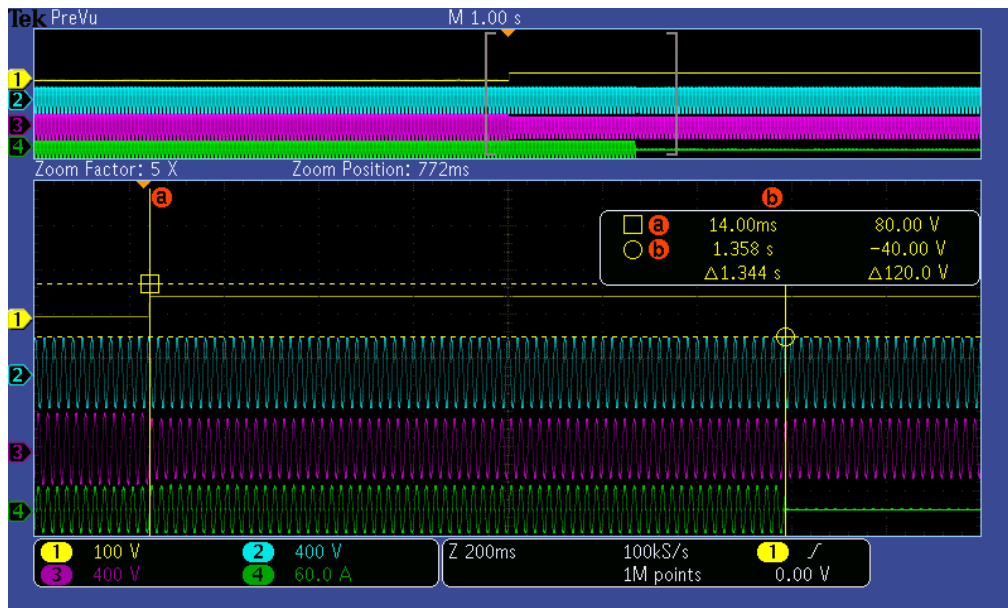 Tek PreVu M 1.00 s
1
2
3
4
Zoom Factor: 5 X Zoom Position: 772ms
a b
a 14.00ms 80.00 V
b 1.358 s −40.00 V
Δ1.344 s Δ120.0 V
1
2
3
4
1 100 V 2 400 V Z 200ms 100kS/s 1
3 400 V 4 60.0 A 1M points 0.00 V